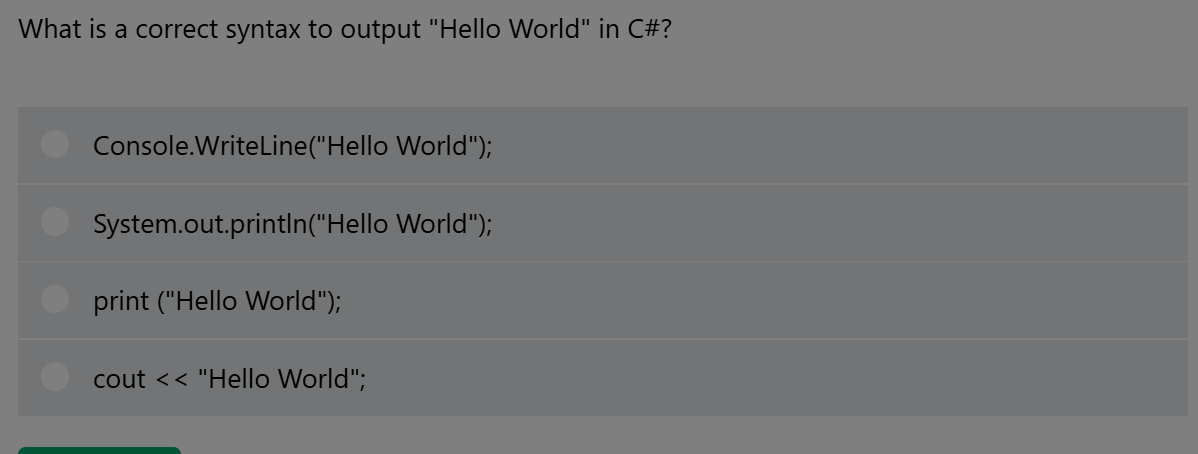 What is a correct syntax to output "Hello World" in C#?
Console.WriteLine("Hello World");
System.out.println("Hello World");
print ("Hello World");
cout << "Hello World";